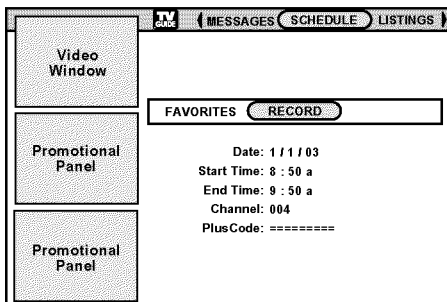 TV
GUIDE
MESSAGES SCHEDULE LISTINGS
Video
Window
FAVORITES RECORD
Promotional
Panel
Date: 1 / 1 / 03
Start Time: 8 : 50 a
End Time: 9 : 50 a
Channel: 004
PlusCode: =========
Promotional
Panel